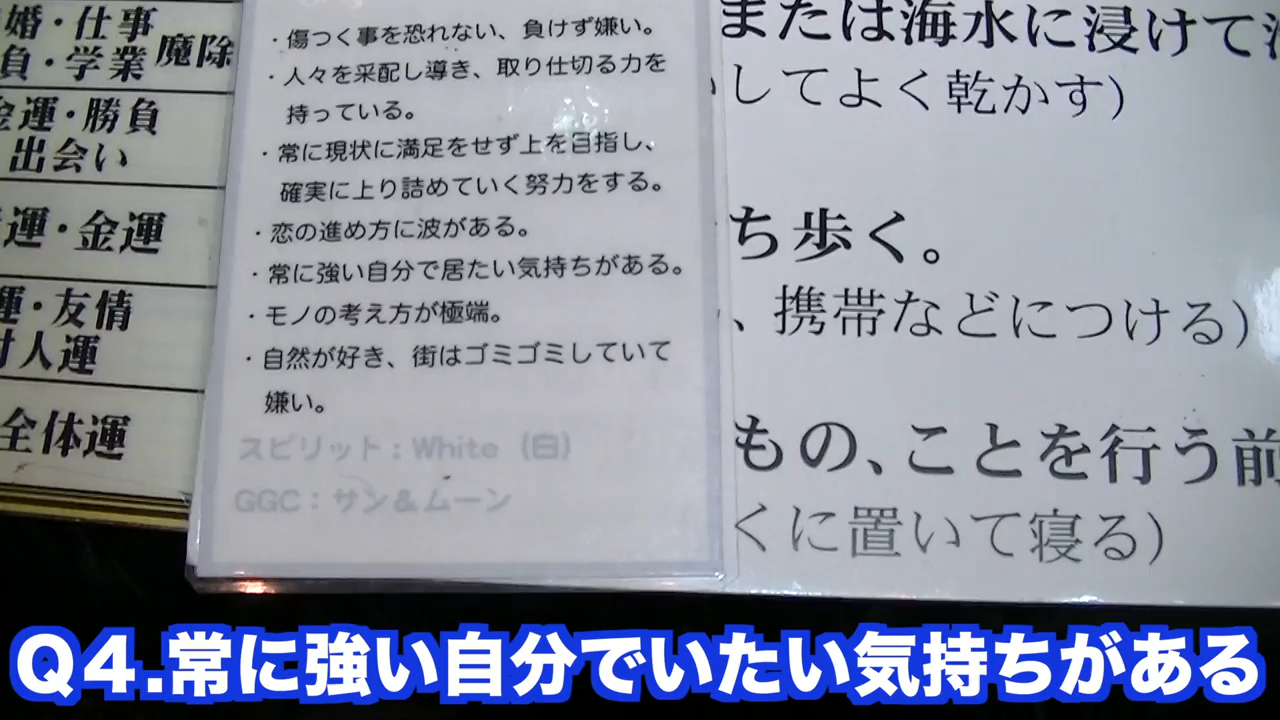 婚・仕事
負・学業
魔除
金運・勝負
出会い
運・金運
運・友情
対人運
全体運
・傷つく事を恐れない、負けず嫌い。
・人々を采配し導き、取り仕切る力を
持っている。
・常に現状に満足をせず上を目指し、
確実に上り詰めていく努力をする。
・恋の進め方に波がある。
・常に強い自分で居たい気持ちがある。
・モノの考え方が極端。
・自然が好き、街はゴミゴミしていて
嫌い。
スピリット：White（白）
GGC：サン＆ムーン
または海水に浸けて
してよく乾かす）
ち歩く。
、携帯などにつける）
もの、ことを行う前
くに置いて寝る）
Q4.常に強い自分でいたい気持ちがある